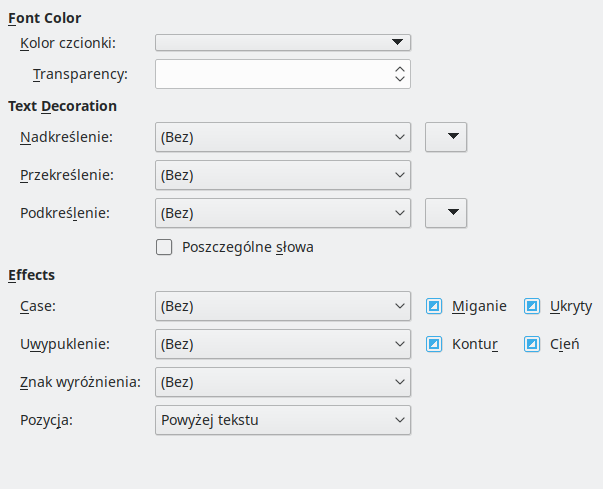 Font Color
Kolor czcionki:
Transparency:
Text Decoration
Nadkreślenie: (Bez)
Przekreślenie: (Bez)
Podkreślenie: (Bez)
Poszczególne słowa
Effects
Case: (Bez) Miganie Ukryty
Uwypuklenie: (Bez) Kontur Cień
Znak wyróżnienia: (Bez)
Pozycja: Powyżej tekstu